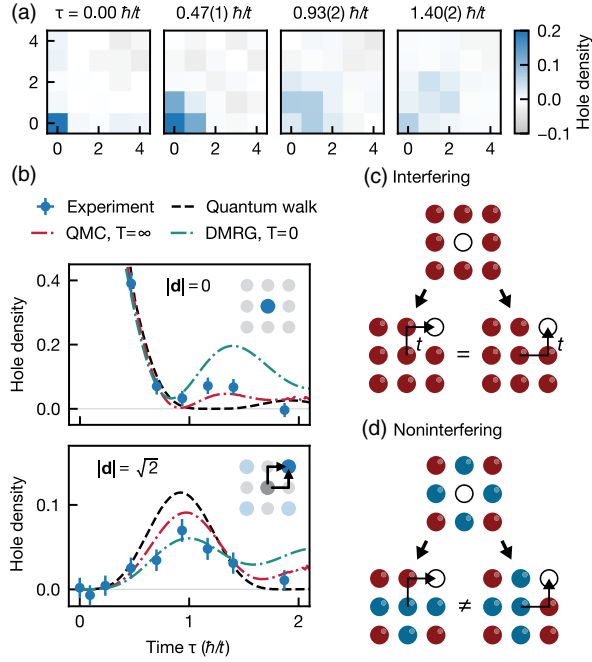 (a)
τ = 0.00 ℏ/t 0.47(1) ℏ/t 0.93(2) ℏ/t 1.40(2) ℏ/t
4
2
0
0 2 4 0 2 4 0 2 4 0 2 4
0.2
0.1
0.0
−0.1
Hole density
(b)
Experiment Quantum walk
QMC, T=∞ DMRG, T=0
|d|=0
0.4
0.2
0.0
Hole density
|d|=√2
0.1
0.0
Hole density
0 1 2
Time τ (ℏ/t)
(c) Interfering
t = t
(d) Noninterfering
≠